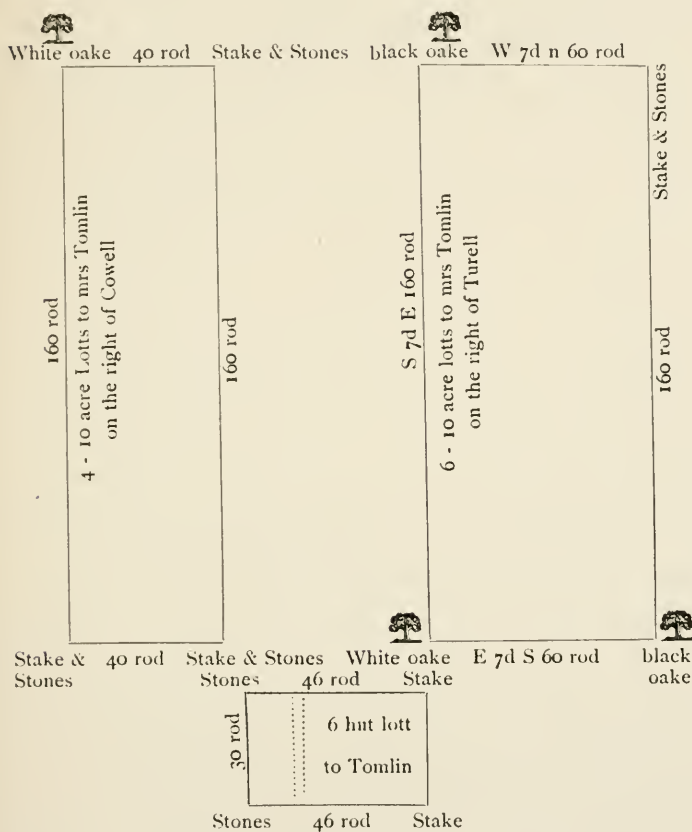 White oake 40 rod Stake & Stones black oake W 7d n 60 rod
Stake & Stones
160 rod
4 - 10 acre Lotts to mrs Tomlin
on the right of Cowell
160 rod
S 7d E 160 rod
6 - 10 acre lotts to mrs Tomlin
on the right of Turell
160 rod
Stake & 40 rod Stake & Stones White oake E 7d S 60 rod black
Stones Stones 46 rod Stake oake
30 rod
6 hut lott
to Tomlin
Stones 46 rod Stake